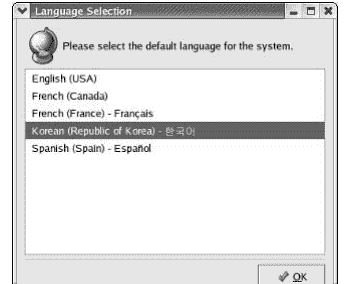 Language Selection
Please select the default language for the system.
English (USA)
French (Canada)
French (France) - Français
Korean (Republic of Korea) - 한국어
Spanish (Spain) - Español
OK